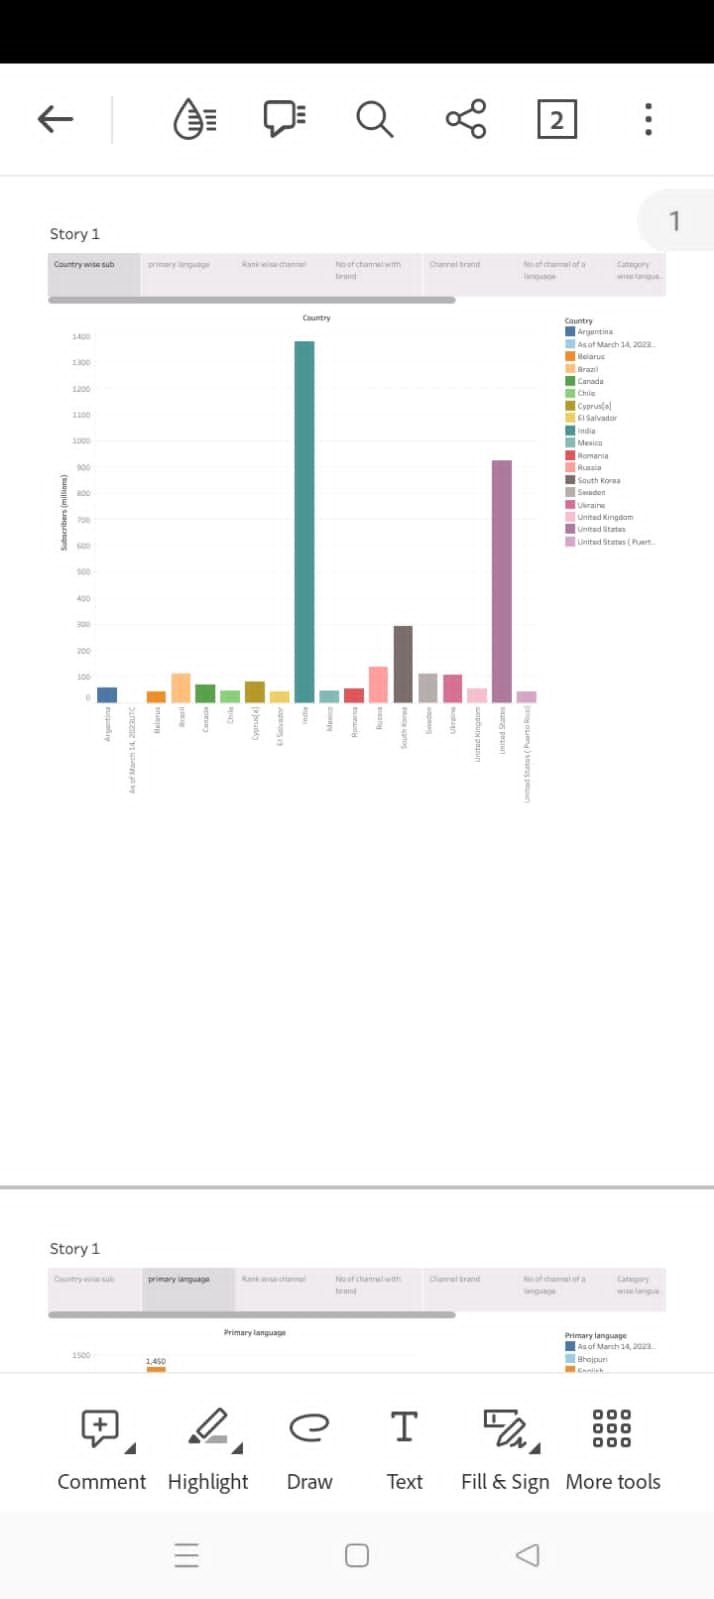 2
1
Story 1
Country wise sub
primary language
Rank wise channel
No of channel with
brand
Channel brand
No of channel of a
language
Category
wise langua..
Country
Subscribers (millions)
1400
1300
1200
1100
1000
900
800
700
600
500
400
300
200
100
0
Argentina
As of March 14, 2023UTC
Belarus
Brazil
Canada
Chile
Cyprus[a]
El Salvador
India
Mexico
Romania
Russia
South Korea
Sweden
Ukraine
United Kingdom
United States
United States ( Puerto Rico)
Country
Argentina
As of March 14, 2023..
Belarus
Brazil
Canada
Chile
Cyprus[a]
El Salvador
India
Mexico
Romania
Russia
South Korea
Sweden
Ukraine
United Kingdom
United States
United States ( Puert..
Story 1
Country wise sub
primary language
Rank wise channel
No of channel with
brand
Channel brand
No of channel of a
language
Category
wise langua..
Primary language
1500
1,450
Primary language
As of March 14, 2023..
Bhojpuri
English
Comment
Highlight
Draw
T
Text
Fill & Sign
More tools